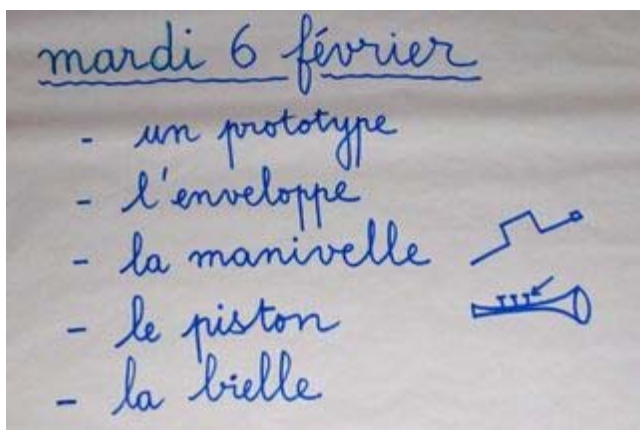 mardi 6 février
- un prototype
- l'enveloppe
- la manivelle
- le piston
- la bielle